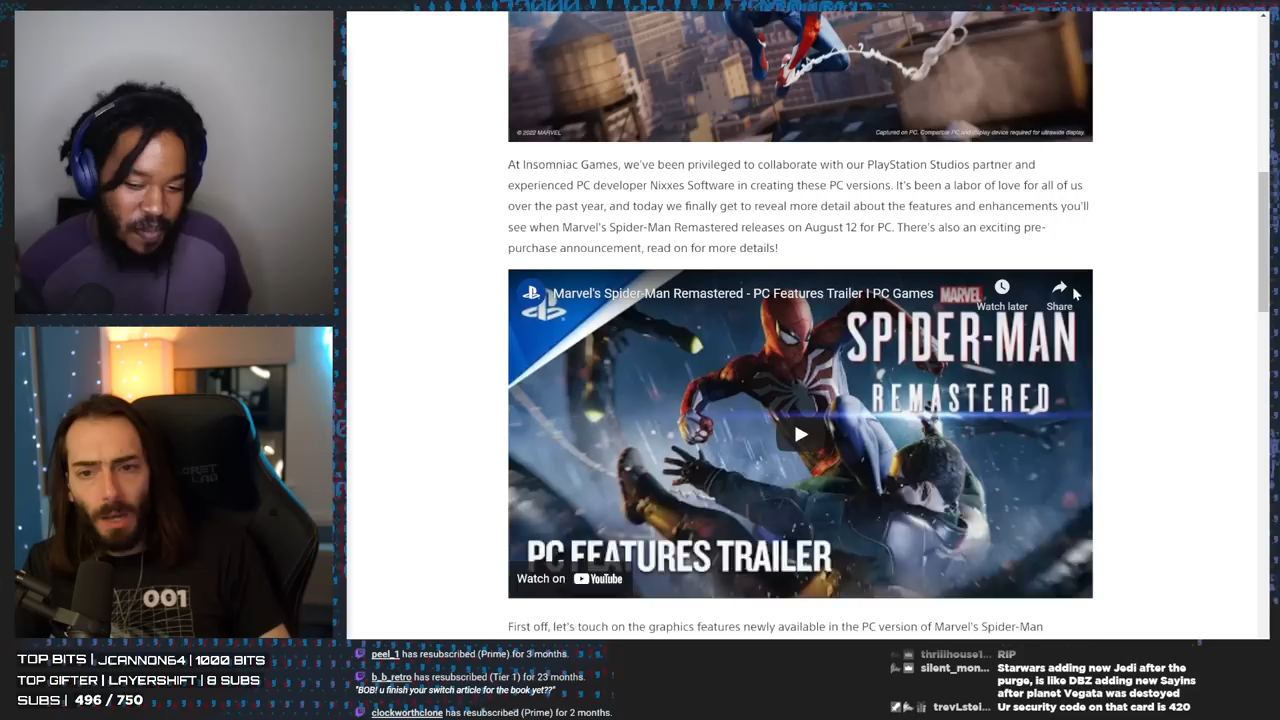 © 2022 MARVEL
Captured on PC. Compatible PC and display device required for ultrawide display.
At Insomniac Games, we've been privileged to collaborate with our PlayStation Studios partner and
experienced PC developer Nixxes Software in creating these PC versions. It's been a labor of love for all of us
over the past year, and today we finally get to reveal more detail about the features and enhancements you'll
see when Marvel's Spider-Man Remastered releases on August 12 for PC. There's also an exciting pre-
purchase announcement, read on for more details!
Marvel's Spider-Man Remastered - PC Features Trailer I PC Games
Watch later
Share
MARVEL
SPIDER-MAN
REMASTERED
PC FEATURES TRAILER
Watch on YouTube
First off, let's touch on the graphics features newly available in the PC version of Marvel's Spider-Man
SECRET
LAB
001
TOP BITS | JCANNON64 | 1000 BITS
TOP GIFTER | LAYERSHIFT | 8 SUBS
SUBS | 496 / 750
peel_1 has resubscribed (Prime) for 3 months.
b_b_retro has resubscribed (Tier 1) for 23 months.
"BOB! u finish your switch article for the book yet??"
clockworthclone has resubscribed (Prime) for 2 months.
thrillhouse1... RIP
silent_mon... Starwars adding new Jedi after the
purge, is like DBZ adding new Sayins
after planet Vegata was destroyed
trevLstel... Ur security code on that card is 420